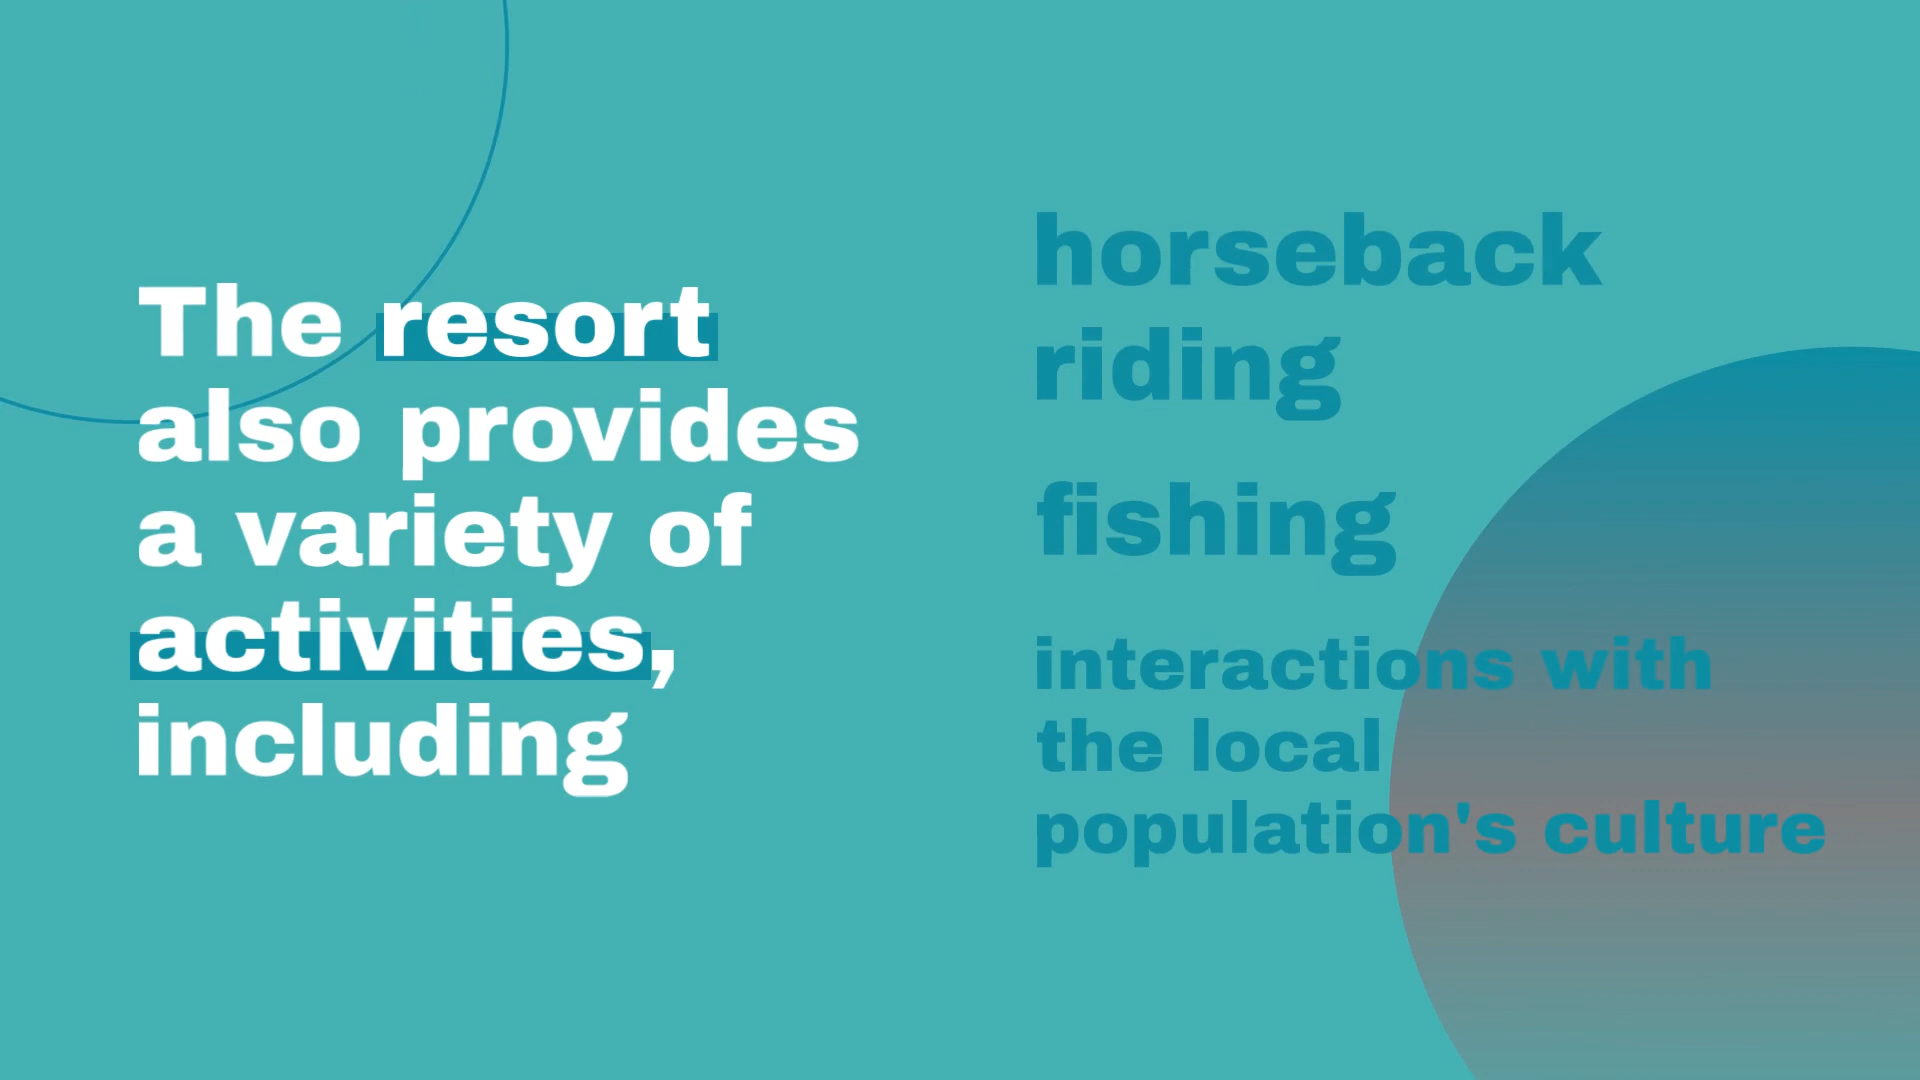 The resort
also provides
a variety of
activities,
including
horseback
riding
fishing
interactions with
the local
population's culture